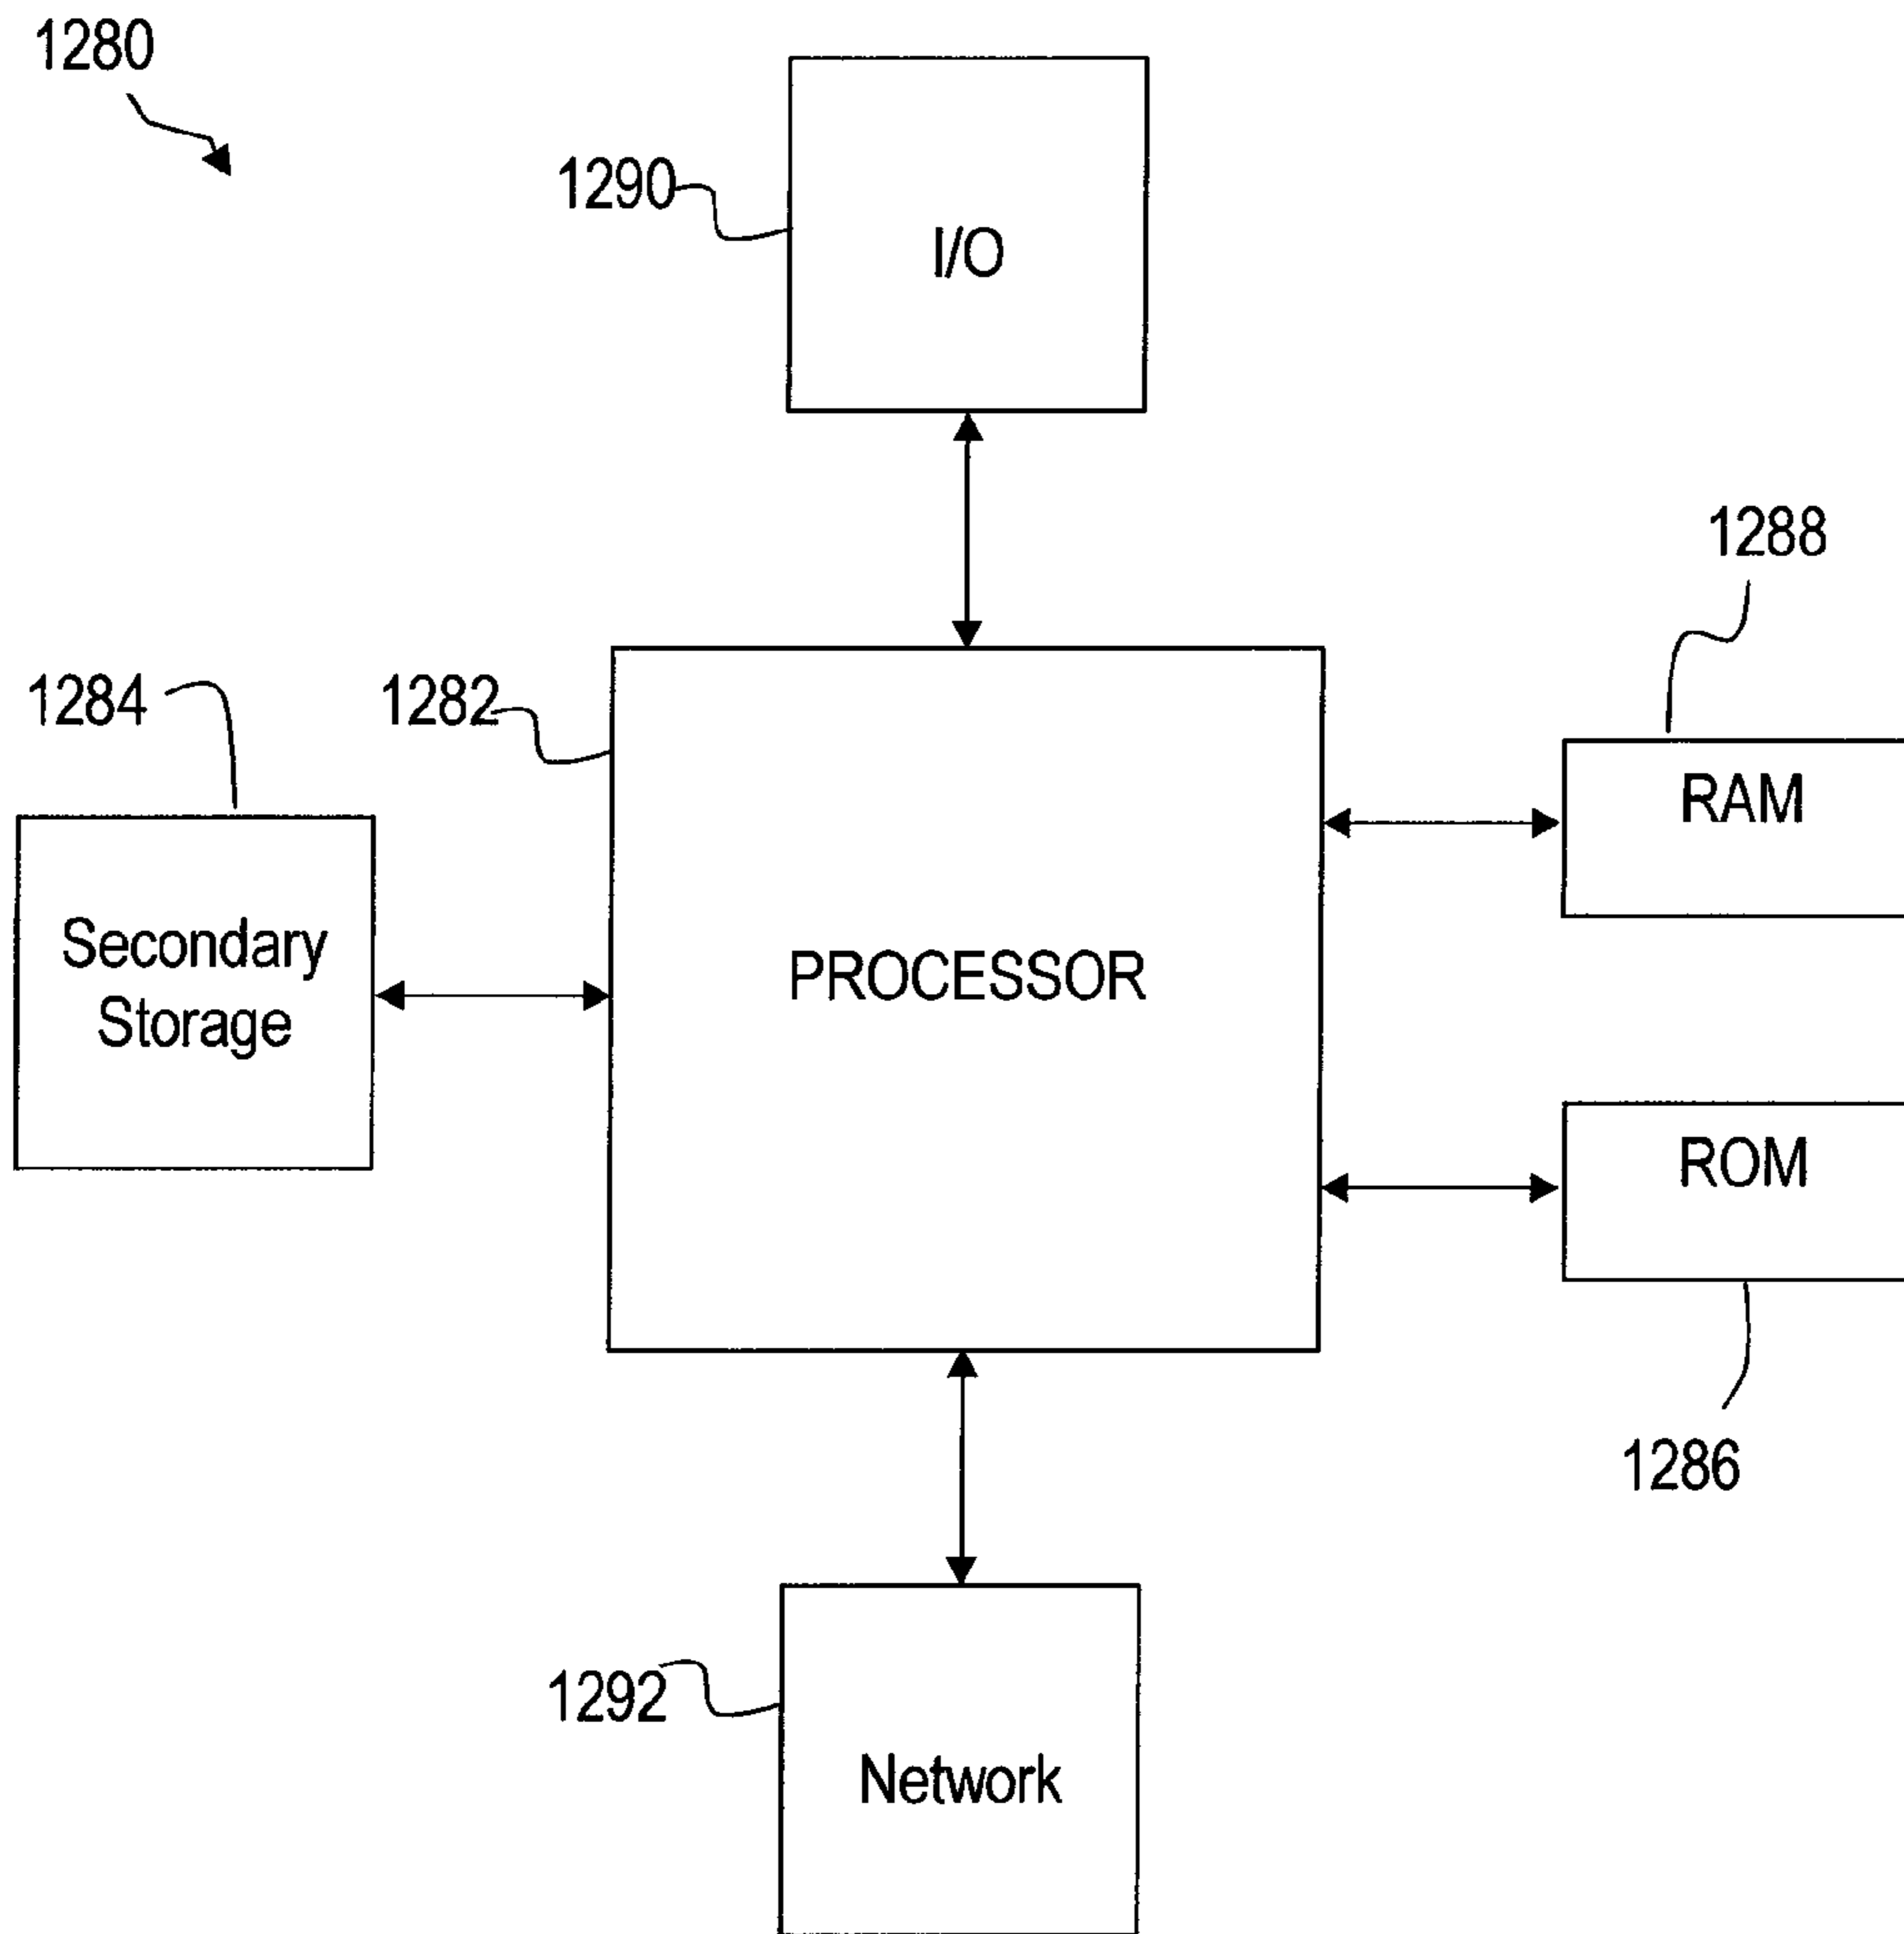 1280
1290
I/O
1288
1284
1282
RAM
Secondary
Storage
PROCESSOR
ROM
1286
1292
Network